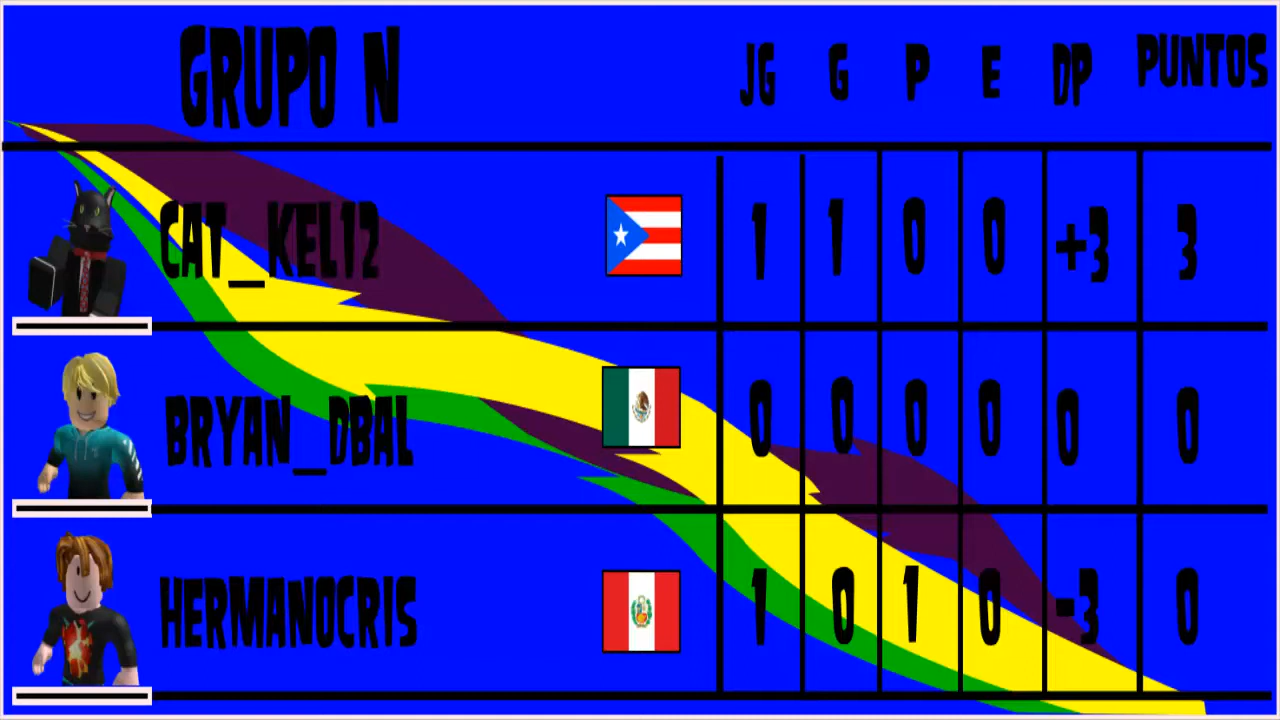 GRUPO N JG G P E DP PUNTOS
CAT_KEL12 1 1 0 0 +3 3
BRYAN_DBAL 0 0 0 0 0 0
HERMANOCRIS 1 0 1 0 -3 0